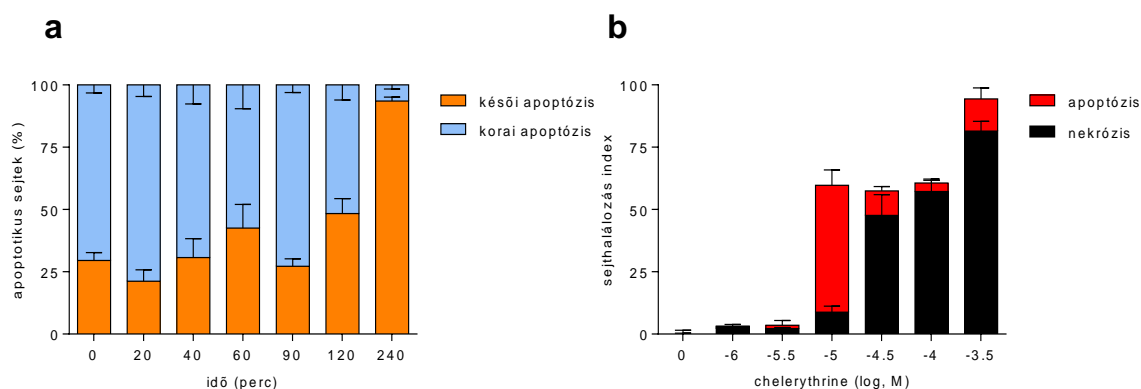 a
apoptotikus sejtek (%)
100
75
50
25
0
0 20 40 60 90 120 240
idõ (perc)
késõi apoptózis
korai apoptózis
b
sejthalálozás index
100
75
50
25
0
0 -6 -5.5 -5 -4.5 -4 -3.5
chelerythrine (log, M)
apoptózis
nekrózis